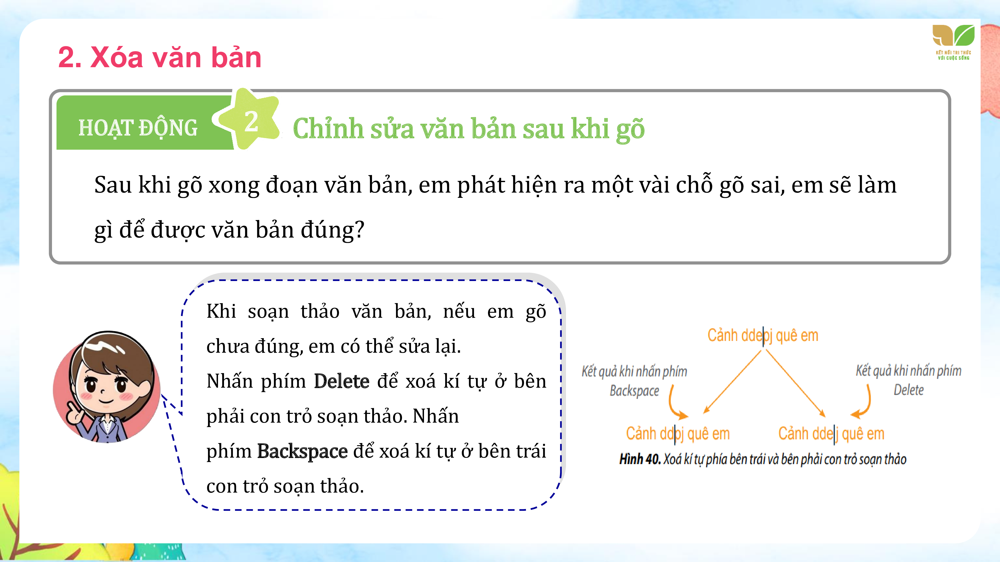 2. Xóa văn bản
KẾT NỐI TRI THỨC
VỚI CUỘC SỐNG
HOẠT ĐỘNG 2 Chỉnh sửa văn bản sau khi gõ
Sau khi gõ xong đoạn văn bản, em phát hiện ra một vài chỗ gõ sai, em sẽ làm
gì để được văn bản đúng?
Khi soạn thảo văn bản, nếu em gõ
chưa đúng, em có thể sửa lại.
Nhấn phím Delete để xoá kí tự ở bên
phải con trỏ soạn thảo. Nhấn
phím Backspace để xoá kí tự ở bên trái
con trỏ soạn thảo.
Cảnh ddepj quê em
Kết quả khi nhấn phím
Backspace
Kết quả khi nhấn phím
Delete
Cảnh ddpj quê em
Cảnh ddej quê em
Hình 40. Xoá kí tự phía bên trái và bên phải con trỏ soạn thảo